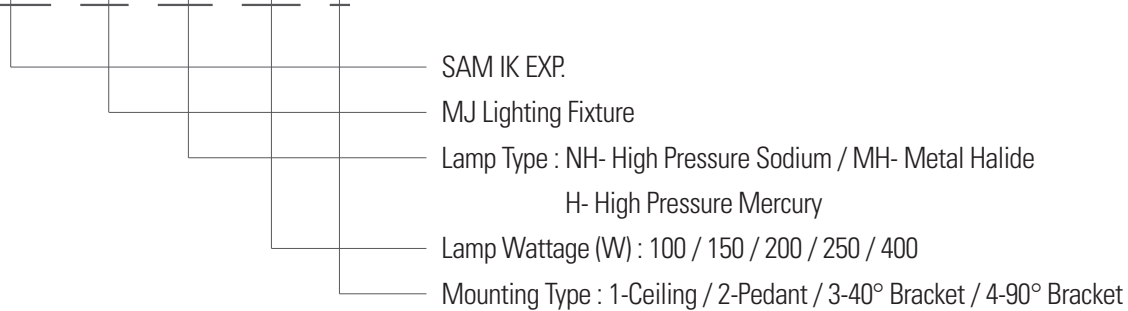 SAM IK EXP.
MJ Lighting Fixture
Lamp Type : NH- High Pressure Sodium / MH- Metal Halide
H- High Pressure Mercury
Lamp Wattage (W) : 100 / 150 / 200 / 250 / 400
Mounting Type : 1-Ceiling / 2-Pedant / 3-40° Bracket / 4-90° Bracket